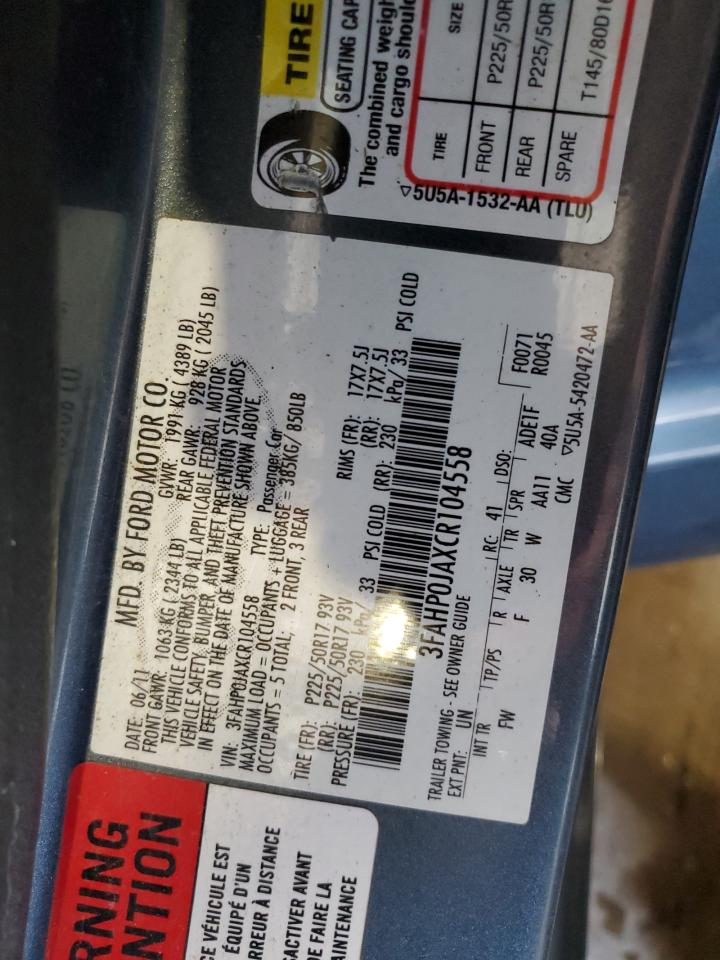 TIRE
SEATING CAP
The combined weigh
and cargo shoul
TIRE SIZE
FRONT P225/50R
REAR P225/50R
SPARE T145/80D16
▽5U5A-1532-AA (TLU)
MFD. BY FORD MOTOR CO.
DATE: 06/11 GVWR: 1991 KG ( 4389 LB)
FRONT GAWR: 1063 KG ( 2344 LB) REAR GAWR: 928 KG ( 2045 LB)
THIS VEHICLE CONFORMS TO ALL APPLICABLE FEDERAL MOTOR
VEHICLE SAFETY, BUMPER, AND THEFT PREVENTION STANDARDS
IN EFFECT ON THE DATE OF MANUFACTURE SHOWN ABOVE.
VIN: 3FAHP0JAXCR104558 TYPE: Passenger Car
MAXIMUM LOAD = OCCUPANTS + LUGGAGE = 385KG/ 850LB
OCCUPANTS = 5 TOTAL; 2 FRONT, 3 REAR
TIRE (FR): P225/50R17 93V RIMS (FR): 17X7.5J
(RR): P225/50R17 93V (RR): 17X7.5J
PRESSURE (FR): 230 kPa/ 33 PSI COLD (RR): 230 kPa/ 33 PSI COLD
3FAHP0JAXCR104558
TRAILER TOWING - SEE OWNER GUIDE
EXT PNT: UN RC: 41 DSO: F0071
R0045
INT TR TP/PS R AXLE TR SPR ADE1F
FW F 30 W AA11 40A
CMC ▽5U5A-5420472-AA
RNING
NTION
CE VÉHICULE EST
ÉQUIPÉ D'UN
RREUR À DISTANCE
SACTIVER AVANT
DE FAIRE LA
AINTENANCE